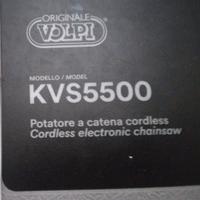 ORIGINALE
VOLPI
MODELLO / MODEL
KVS5500
Potatore a catena cordless
Cordless electronic chainsaw